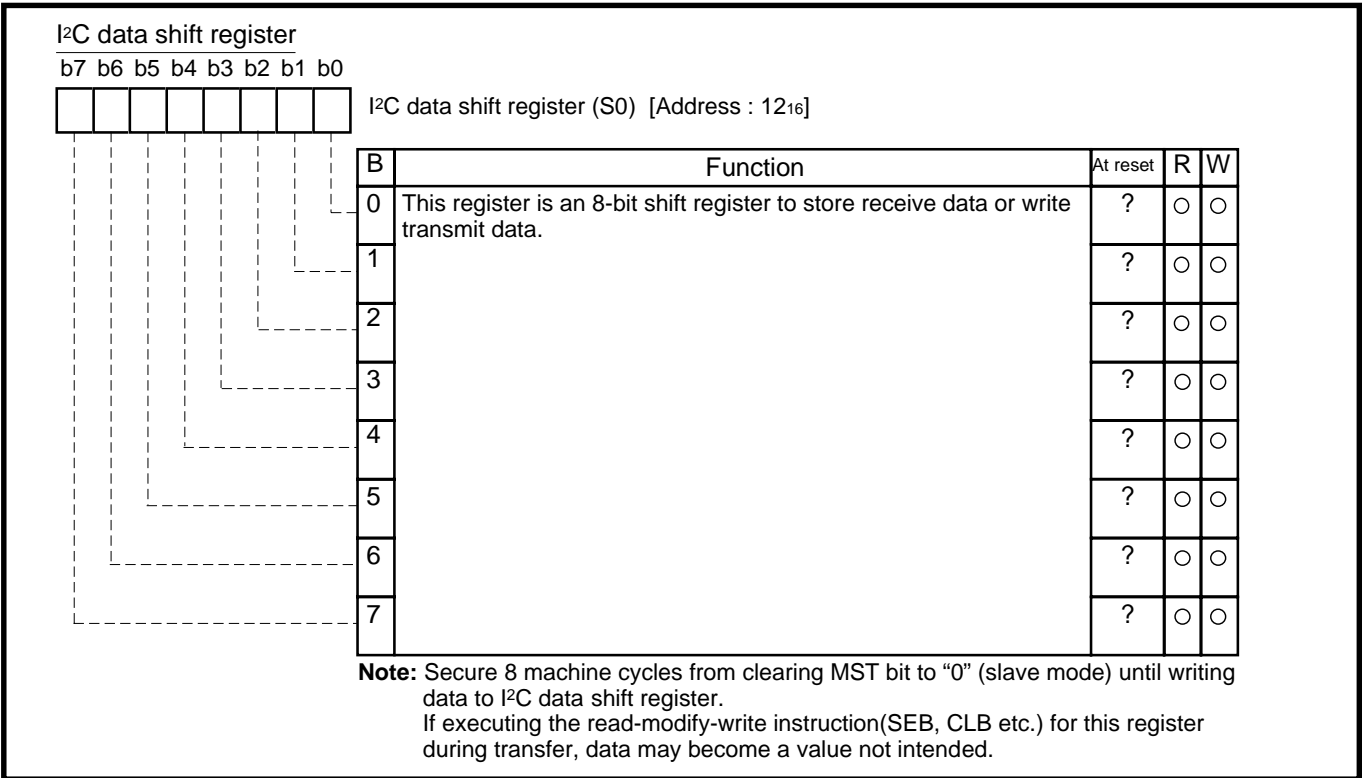 I²C data shift register
b7 b6 b5 b4 b3 b2 b1 b0
I²C data shift register (S0) [Address : 12₁₆]
B Function At reset R W
0 This register is an 8-bit shift register to store receive data or write ? ○ ○
transmit data.
1 ? ○ ○
2 ? ○ ○
3 ? ○ ○
4 ? ○ ○
5 ? ○ ○
6 ? ○ ○
7 ? ○ ○
Note: Secure 8 machine cycles from clearing MST bit to “0” (slave mode) until writing
data to I²C data shift register.
If executing the read-modify-write instruction(SEB, CLB etc.) for this register
during transfer, data may become a value not intended.